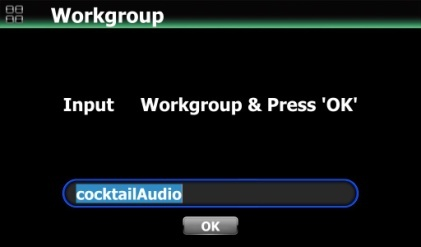 Workgroup
Input Workgroup & Press 'OK'
cocktailAudio
OK